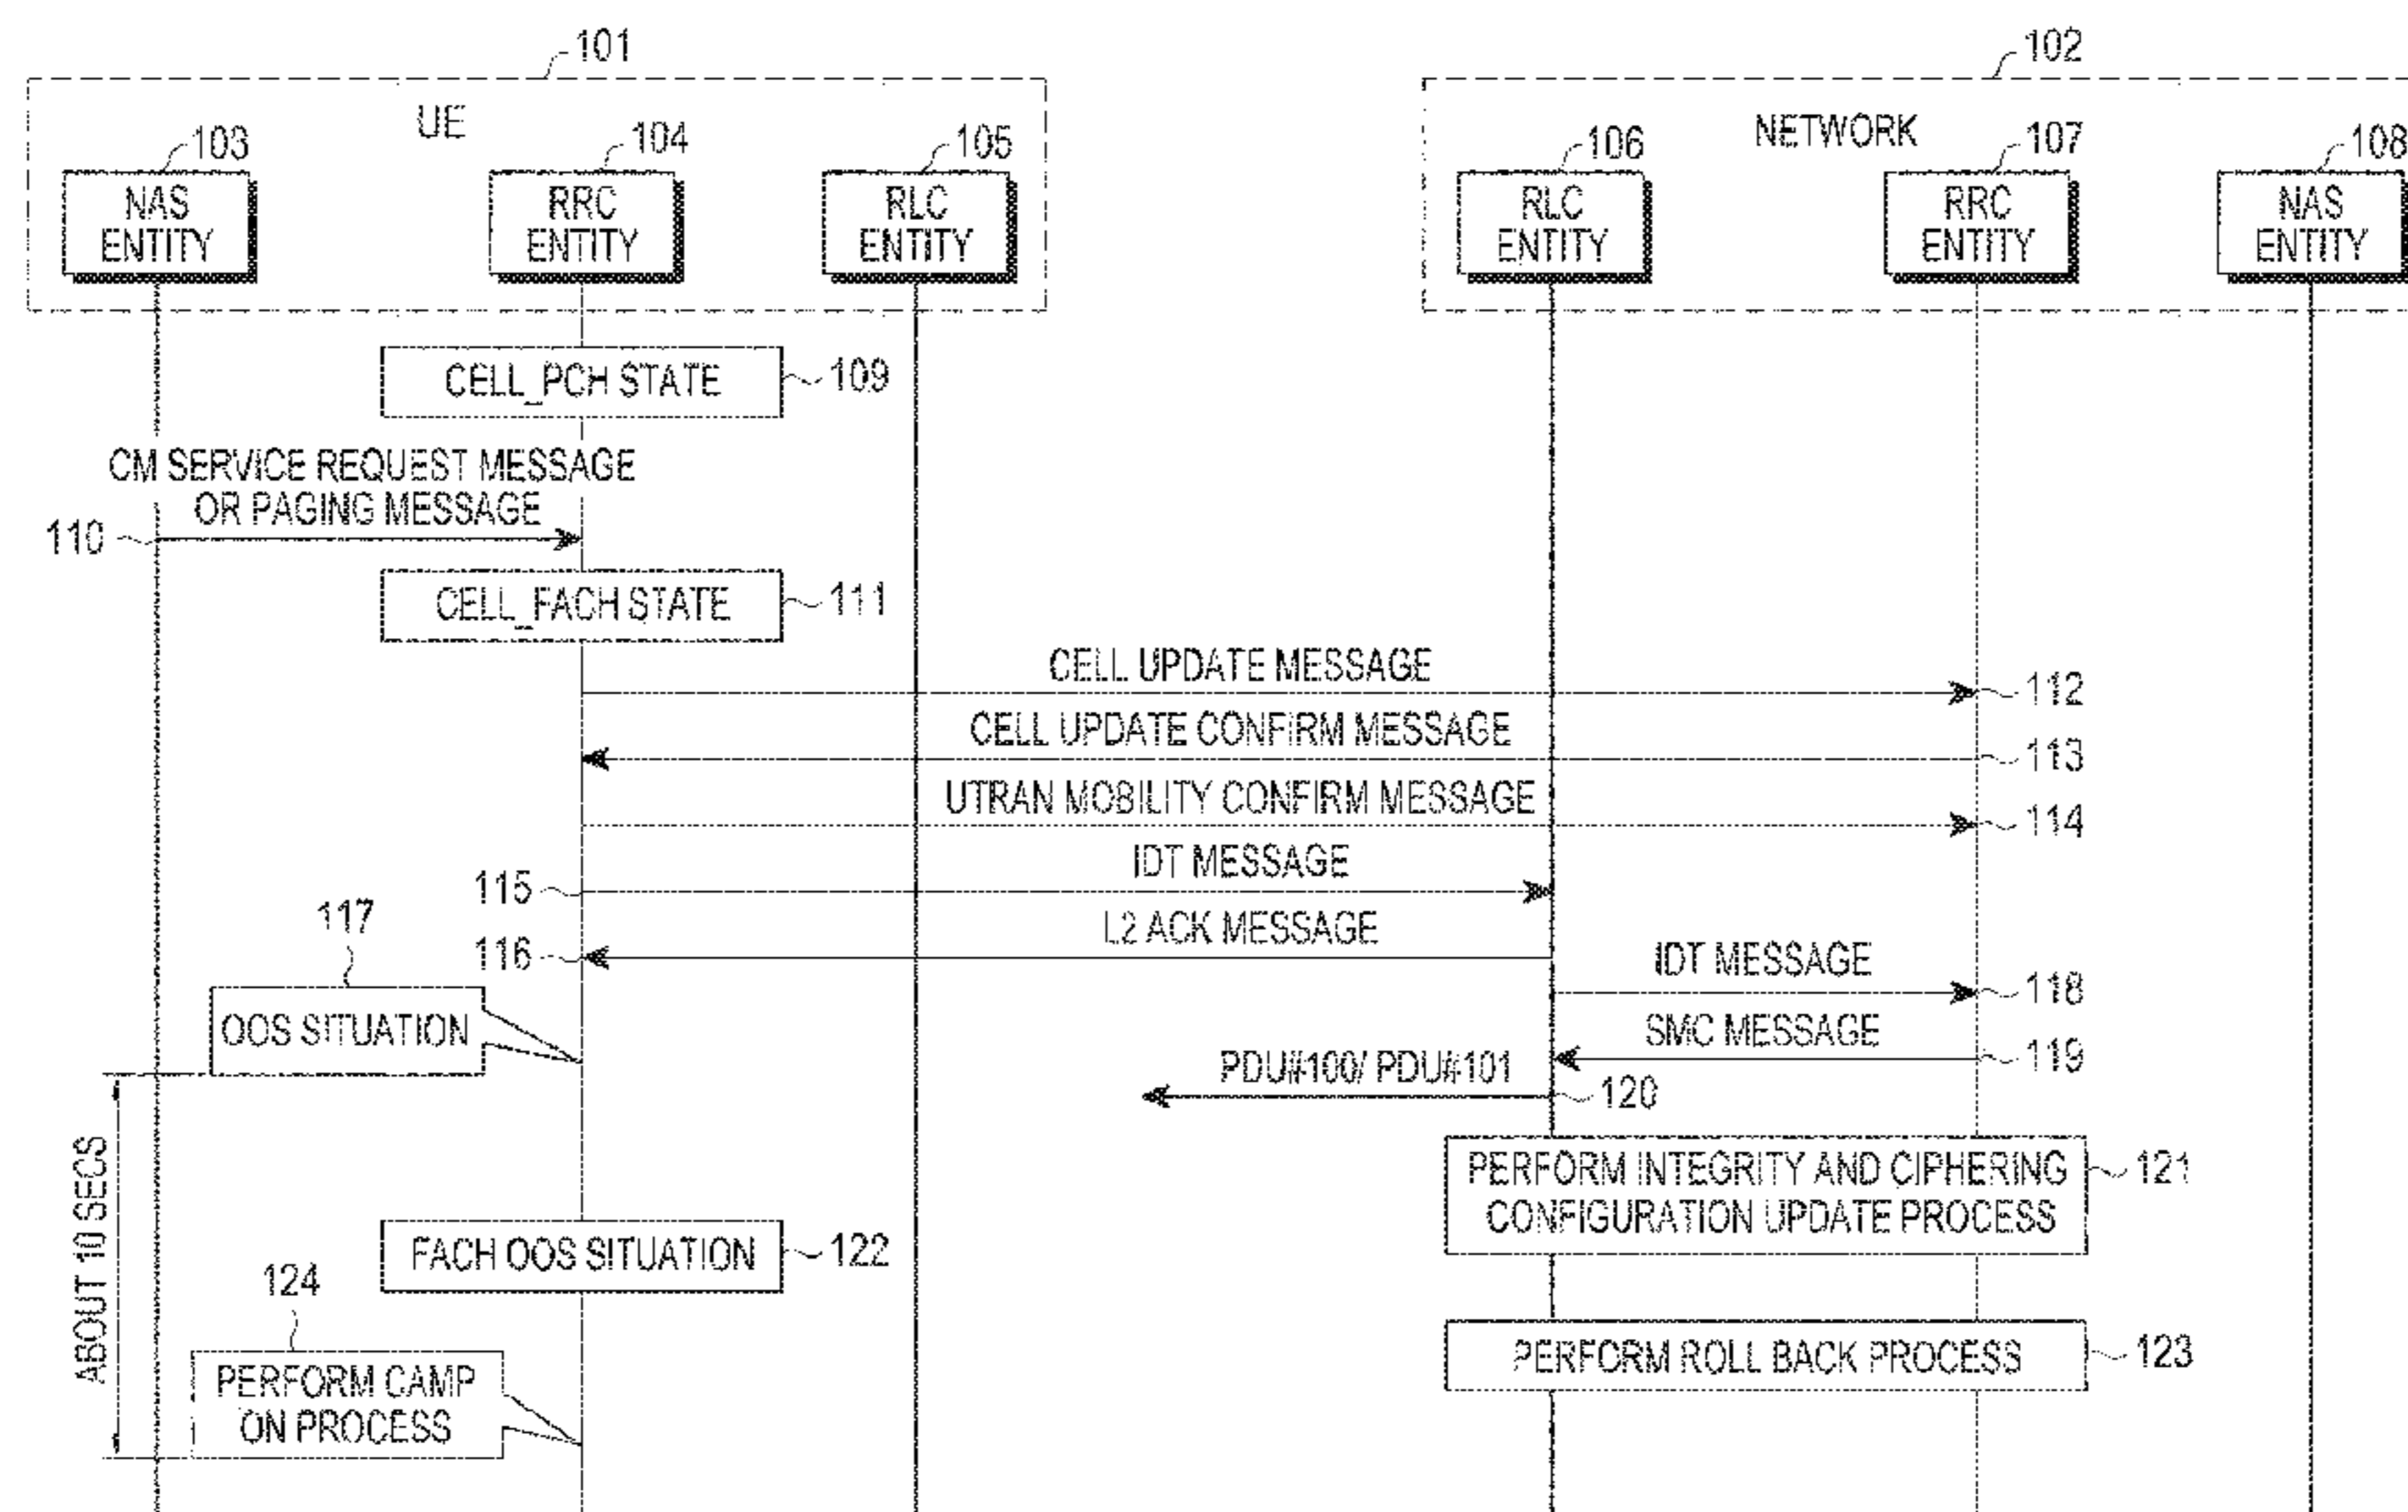 101
102
UE
NETWORK
103
104
105
106
107
108
NAS
ENTITY
RRC
ENTITY
RLC
ENTITY
RLC
ENTITY
RRC
ENTITY
NAS
ENTITY
CELL_PCH STATE
109
CM SERVICE REQUEST MESSAGE
OR PAGING MESSAGE
110
CELL_FACH STATE
111
CELL UPDATE MESSAGE
112
CELL UPDATE CONFIRM MESSAGE
113
UTRAN MOBILITY CONFIRM MESSAGE
114
IDT MESSAGE
115
L2 ACK MESSAGE
116
117
OOS SITUATION
IDT MESSAGE
118
SMC MESSAGE
119
PDU#100/ PDU#101
120
PERFORM INTEGRITY AND CIPHERING
CONFIGURATION UPDATE PROCESS
121
ABOUT 10 SECS
FACH OOS SITUATION
122
PERFORM ROLL BACK PROCESS
123
124
PERFORM CAMP
ON PROCESS